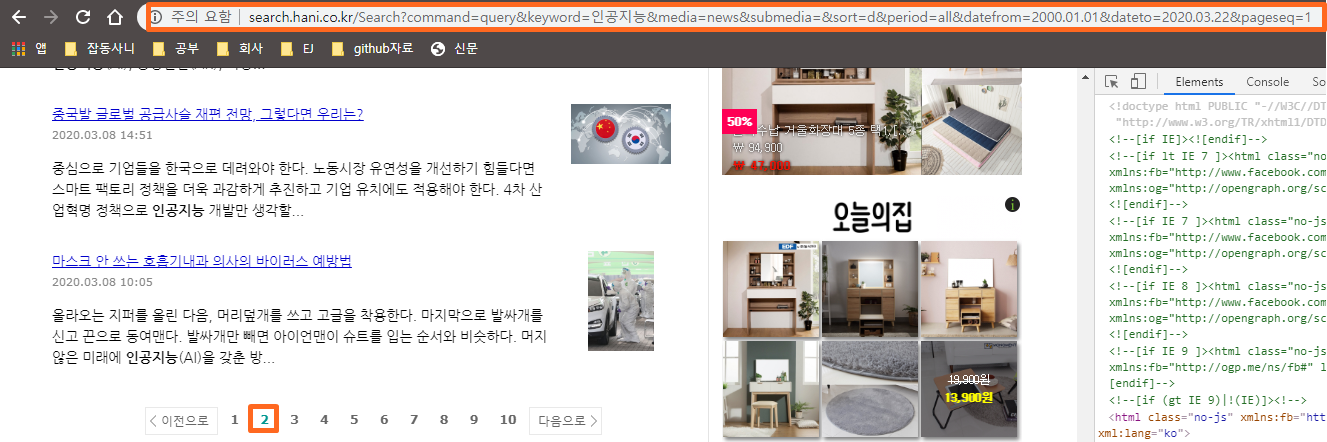 주의 요함 | search.hani.co.kr/Search?command=query&keyword=인공지능&media=news&submedia=&sort=d&period=all&datefrom=2000.01.01&dateto=2020.03.22&pageseq=1
앱 잡동사니 공부 회사 EJ github자료 신문
중국발 글로벌 공급사슬 재편 전망, 그렇다면 우리는?
2020.03.08 14:51
중심으로 기업들을 한국으로 데려와야 한다. 노동시장 유연성을 개선하기 힘들다면
스마트 팩토리 정책을 더욱 과감하게 추진하고 기업 유치에도 적용해야 한다. 4차 산
업혁명 정책으로 인공지능 개발만 생각할...
마스크 안 쓰는 호흡기내과 의사의 바이러스 예방법
2020.03.08 10:05
올라오는 지퍼를 올린 다음, 머리덮개를 쓰고 고글을 착용한다. 마지막으로 발싸개를
신고 끈으로 동여맨다. 발싸개만 빼면 아이언맨이 슈트를 입는 순서와 비슷하다. 머지
않은 미래에 인공지능(AI)을 갖춘 방...
< 이전으로 1 2 3 4 5 6 7 8 9 10 다음으로 >
50%
거울화장대 5종 택1
₩ 94,900
₩ 47,000
오늘의집
EDF
19,900원
13,900원
Elements Console
<!doctype html PUBLIC "-//W3C//DT
"http://www.w3.org/TR/xhtml1/DTD
<!--[if IE]><![endif]-->
<!--[if lt IE 7 ]><html class="no
xmlns:fb="http://www.facebook.com
xmlns:og="http://opengraph.org/sc
<![endif]-->
<!--[if IE 7 ]><html class="no-js
xmlns:fb="http://www.facebook.com
xmlns:og="http://opengraph.org/sc
<![endif]-->
<!--[if IE 8 ]><html class="no-js
xmlns:fb="http://www.facebook.com
xmlns:og="http://opengraph.org/sc
<![endif]-->
<!--[if IE 9 ]><html class="no-js
xmlns:fb="http://ogp.me/ns/fb#" l
[endif]-->
<!--[if (gt IE 9)|!(IE)]><!-->
<html class="no-js" xmlns:fb="htt
xml:lang="ko">